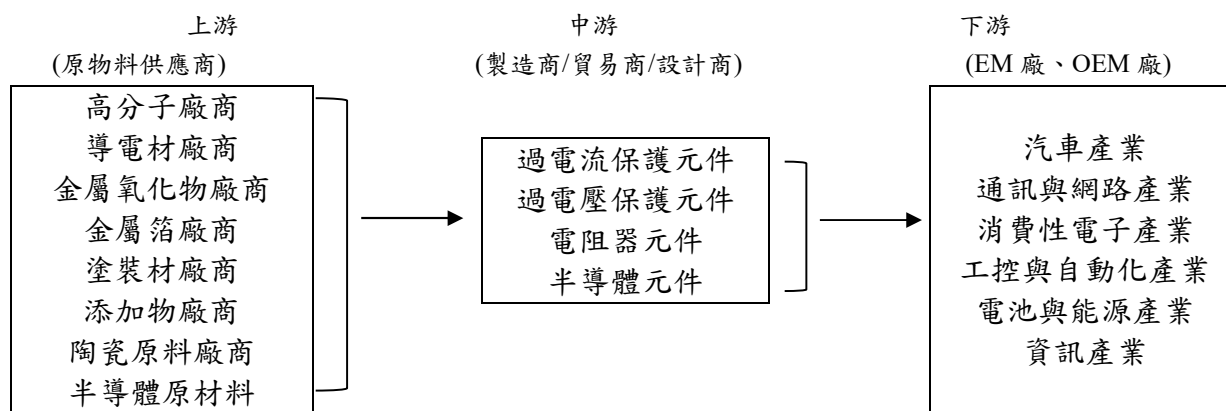 上游
(原物料供應商)
高分子廠商
導電材廠商
金屬氧化物廠商
金屬箔廠商
塗裝材廠商
添加物廠商
陶瓷原料廠商
半導體原材料
中游
(製造商/貿易商/設計商)
過電流保護元件
過電壓保護元件
電阻器元件
半導體元件
下游
(EM 廠、OEM 廠)
汽車產業
通訊與網路產業
消費性電子產業
工控與自動化產業
電池與能源產業
資訊產業